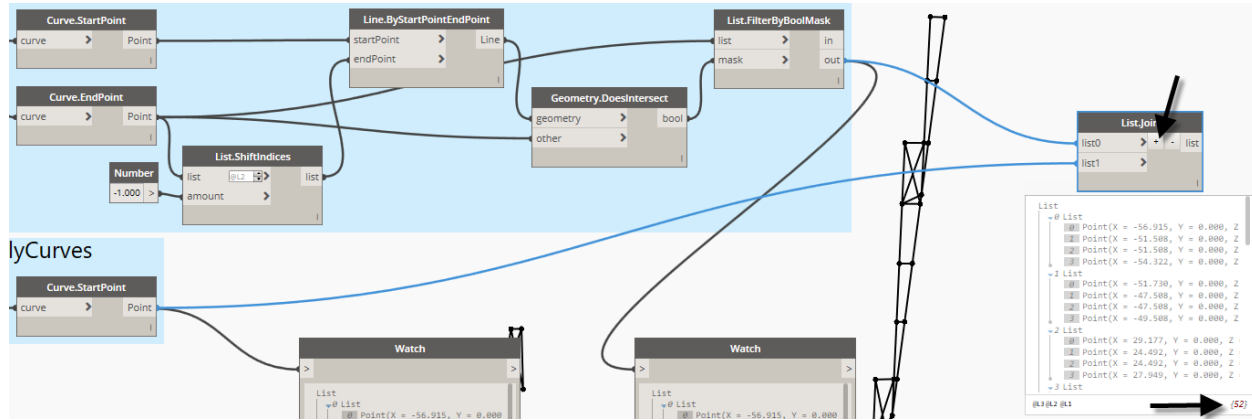 Curve.StartPoint
curve > Point
Curve.EndPoint
curve > Point
Number
-1.000 >
List.ShiftIndices
list @L2 > list
amount >
Line.ByStartPointEndPoint
startPoint > Line
endPoint >
Geometry.DoesIntersect
geometry > bool
other >
List.FilterByBoolMask
list > in
mask > out
List.Join
list0 > + - list
list1 >
List
0 List
0 Point(X = -56.915, Y = 0.000, Z
1 Point(X = -51.508, Y = 0.000, Z
2 Point(X = -51.508, Y = 0.000, Z
3 Point(X = -54.322, Y = 0.000, Z
1 List
0 Point(X = -51.730, Y = 0.000, Z
1 Point(X = -47.508, Y = 0.000, Z
2 Point(X = -47.508, Y = 0.000, Z
3 Point(X = -49.508, Y = 0.000, Z
2 List
0 Point(X = 29.177, Y = 0.000, Z
1 Point(X = 24.492, Y = 0.000, Z
2 Point(X = 24.492, Y = 0.000, Z
3 Point(X = 27.949, Y = 0.000, Z
3 List
@L3 @L2 @L1 {52}
lyCurves
Curve.StartPoint
curve > Point
Watch
> >
List
0 List
0 Point(X = -56.915, Y = 0.000
Watch
> >
List
0 List
0 Point(X = -56.915, Y = 0.000